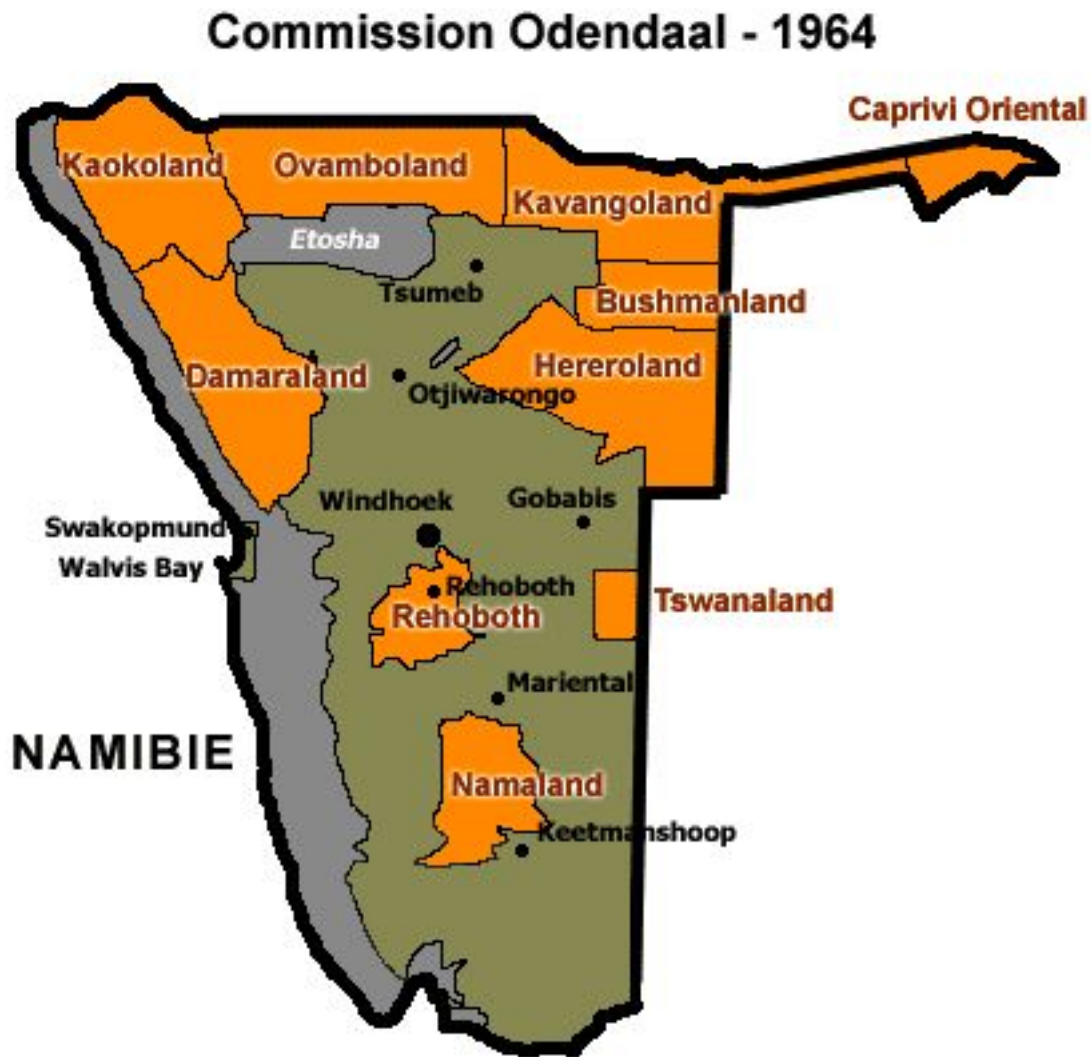 Commission Odendaal - 1964
Caprivi Oriental
Kaokoland
Ovamboland
Kavangoland
Etosha
Tsumeb
Bushmanland
Hereroland
Damaraland
Otjiwarongo
Windhoek
Gobabis
Swakopmund
Walvis Bay
Rehoboth
Rehoboth
Tswanaland
Mariental
NAMIBIE
Namaland
Keetmanshoop